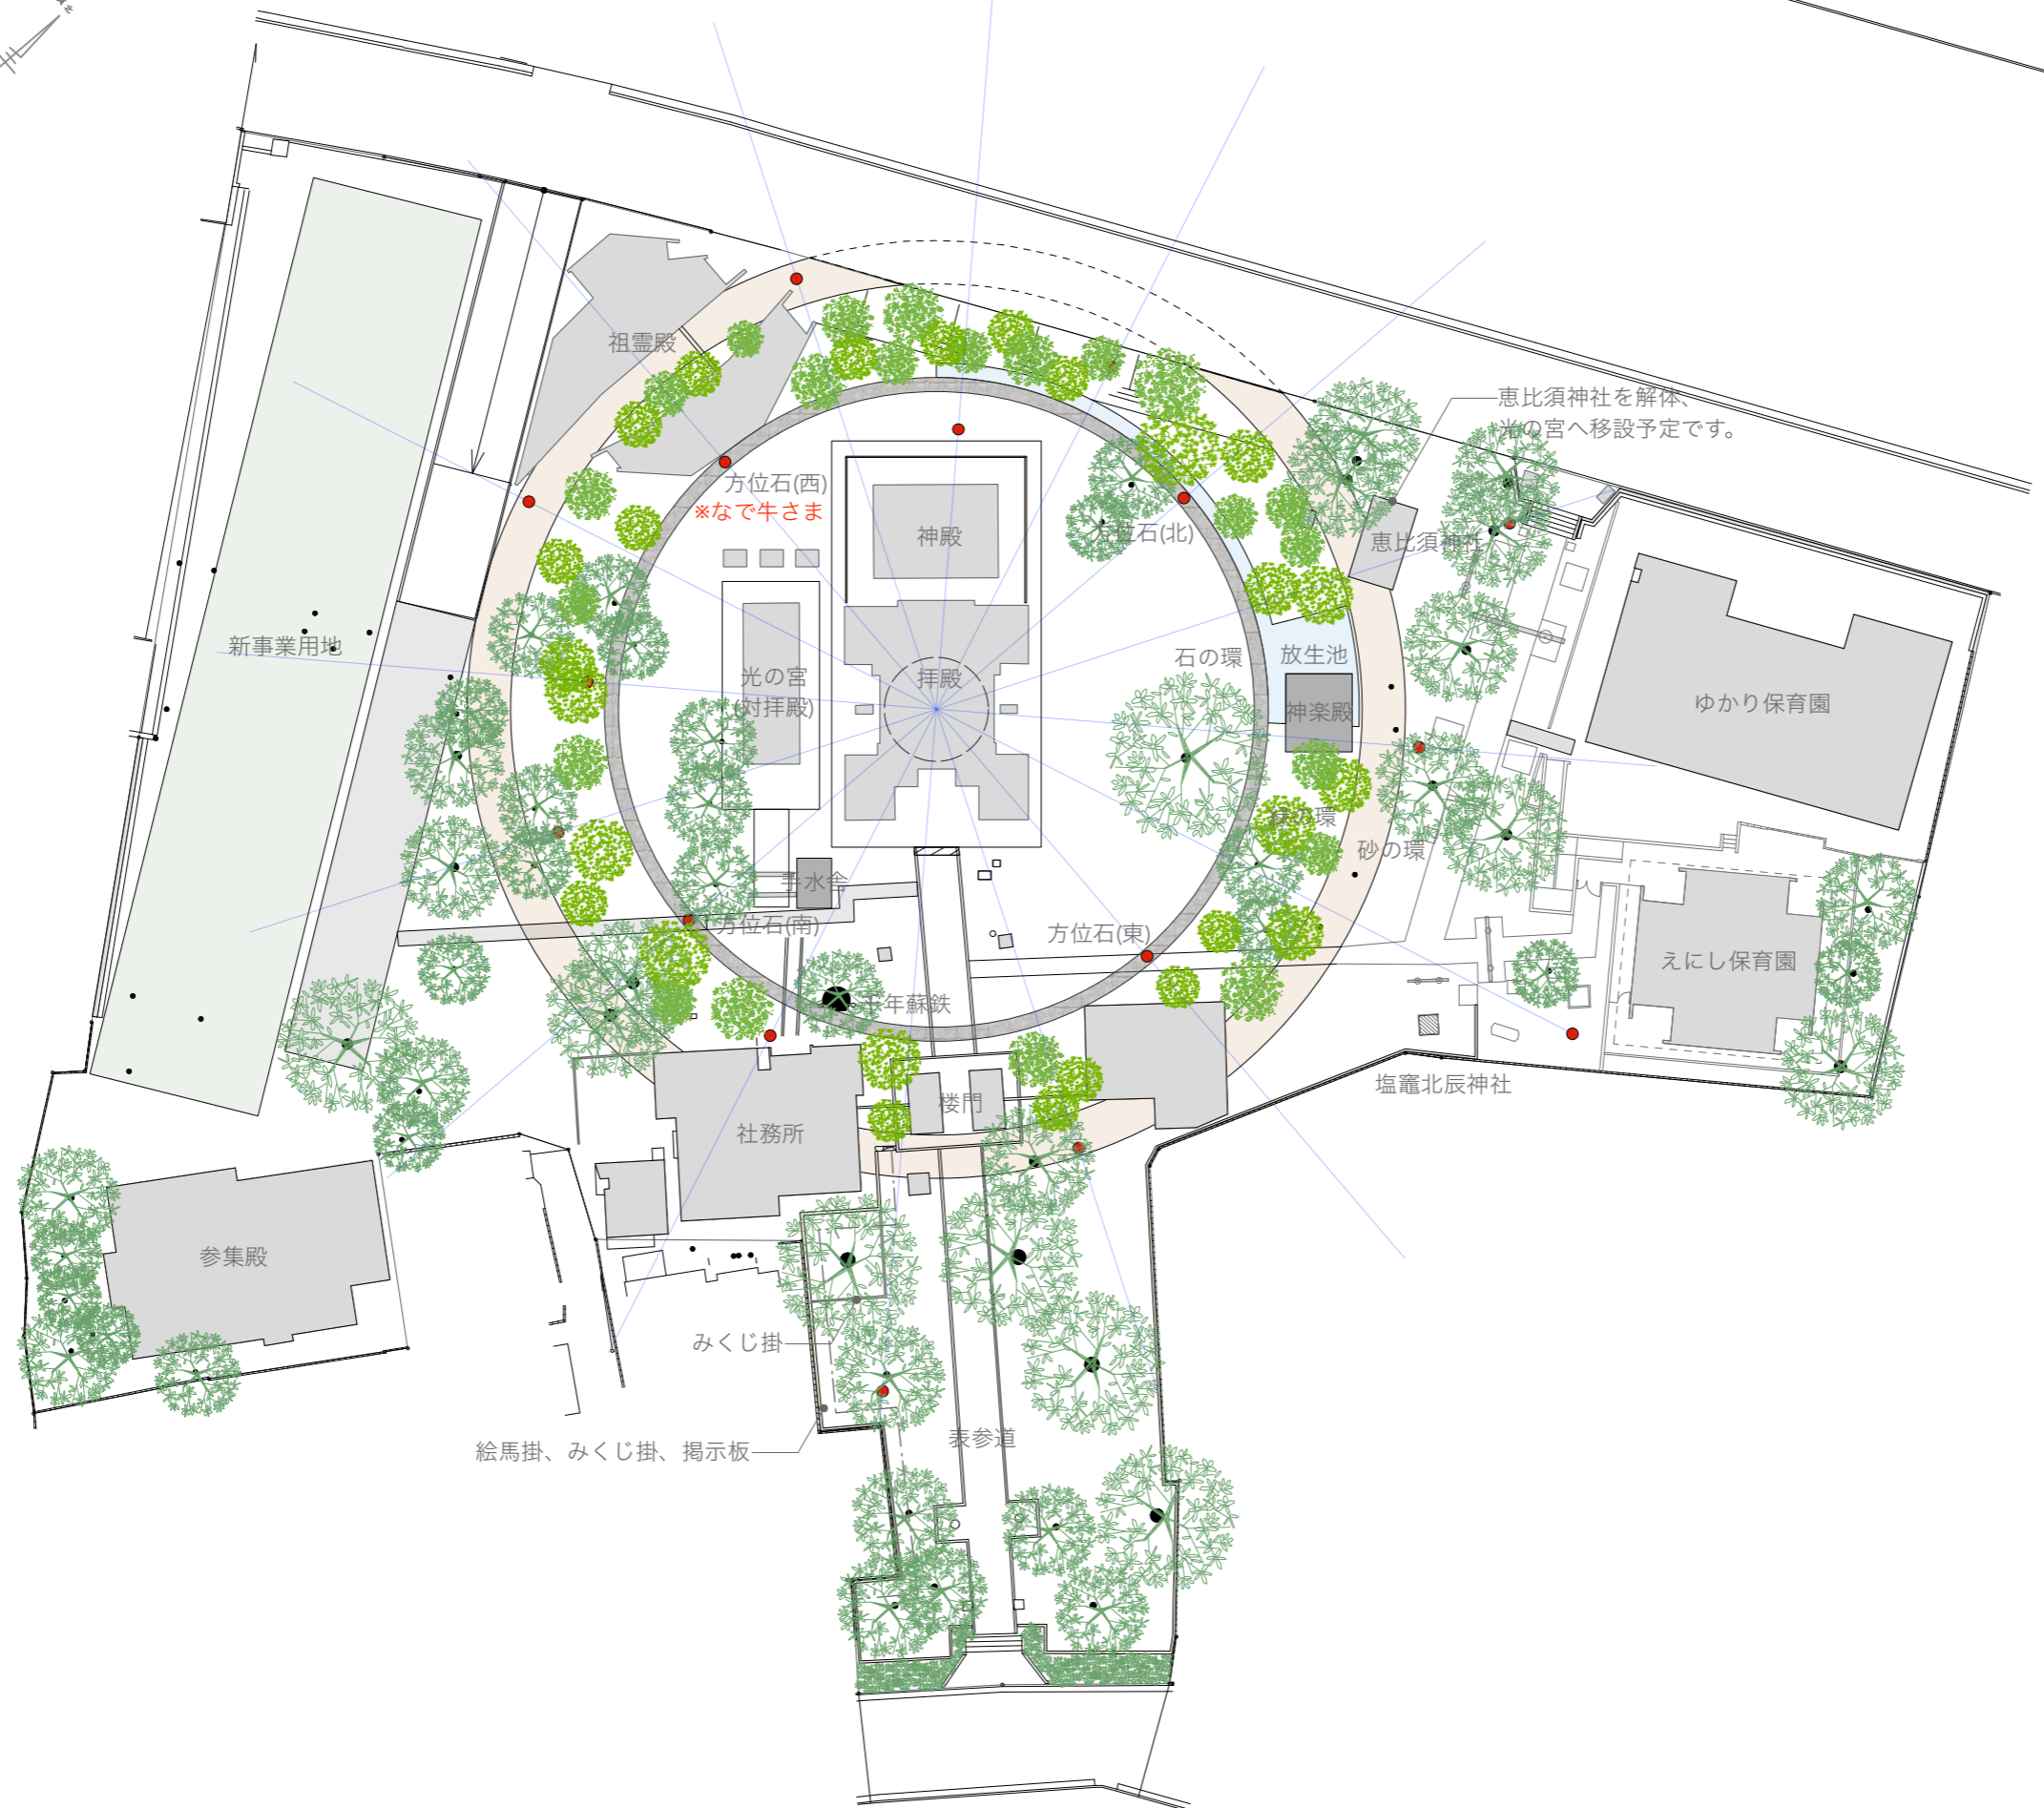 祖霊殿
恵比須神社を解体、
光の宮へ移設予定です。
方位石(西)
※なで牛さま
神殿
方位石(北)
恵比須神社
新事業用地
光の宮
(対拝殿)
拝殿
石の環
放生池
神楽殿
ゆかり保育園
緑の環
砂の環
手水舎
方位石(南)
方位石(東)
えにし保育園
千年蘇鉄
塩竈北辰神社
楼門
社務所
参集殿
みくじ掛
表参道
絵馬掛、みくじ掛、掲示板